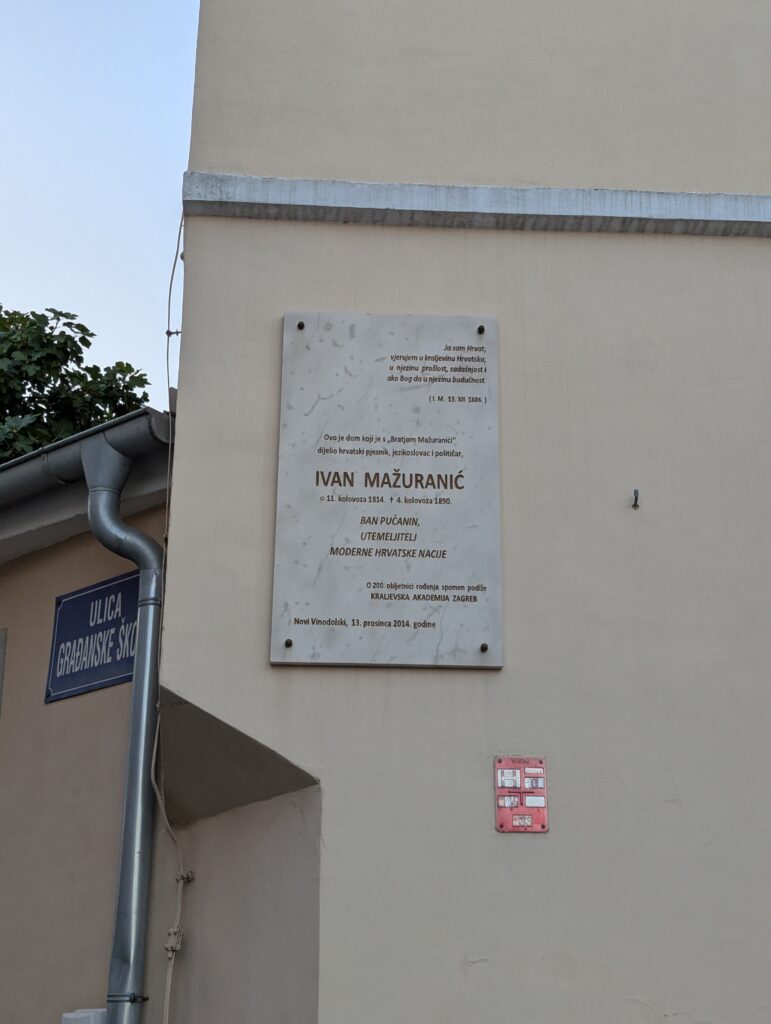 Ja sam Hrvat,
vjerujem u kraljevinu Hrvatsku,
u njezinu prošlost, sadašnjost i
ako Bog da u njezinu budućnost.
( I. M. 13. XII 1886. )
Ovo je dom koji je s „Bratjom Mažuranići"
dijelio hrvatski pjesnik, jezikoslovac i političar,
IVAN MAŽURANIĆ
o 11. kolovoza 1814. ✝ 4. kolovoza 1890.
BAN PUČANIN,
UTEMELJITELJ
MODERNE HRVATSKE NACIJE
O 200. obljetnici rođenja spomen podiže
KRALJEVSKA AKADEMIJA ZAGREB
Novi Vinodolski, 13. prosinca 2014. godine
ULICA
GRAĐANSKE ŠKO